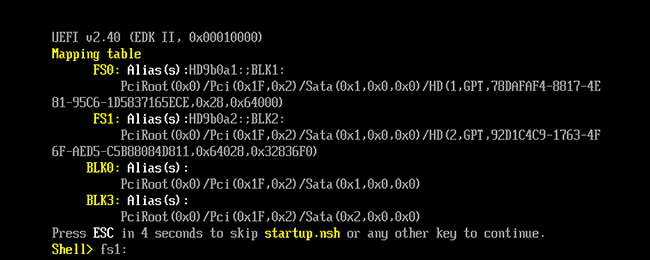 UEFI v2.40 (EDK II, 0x00010000)
Mapping table
FS0: Alias(s):HD9b0a1:;BLK1:
PciRoot(0x0)/Pci(0x1F,0x2)/Sata(0x1,0x0,0x0)/HD(1,GPT,78DAFAF4-8817-4E
81-95C6-1D5837165ECE,0x28,0x64000)
FS1: Alias(s):HD9b0a2:;BLK2:
PciRoot(0x0)/Pci(0x1F,0x2)/Sata(0x1,0x0,0x0)/HD(2,GPT,92D1C4C9-1763-4F
6F-AED5-C5B88084D811,0x64028,0x32836F0)
BLK0: Alias(s):
PciRoot(0x0)/Pci(0x1F,0x2)/Sata(0x1,0x0,0x0)
BLK3: Alias(s):
PciRoot(0x0)/Pci(0x1F,0x2)/Sata(0x2,0x0,0x0)
Press ESC in 4 seconds to skip startup.nsh or any other key to continue.
Shell> fs1: